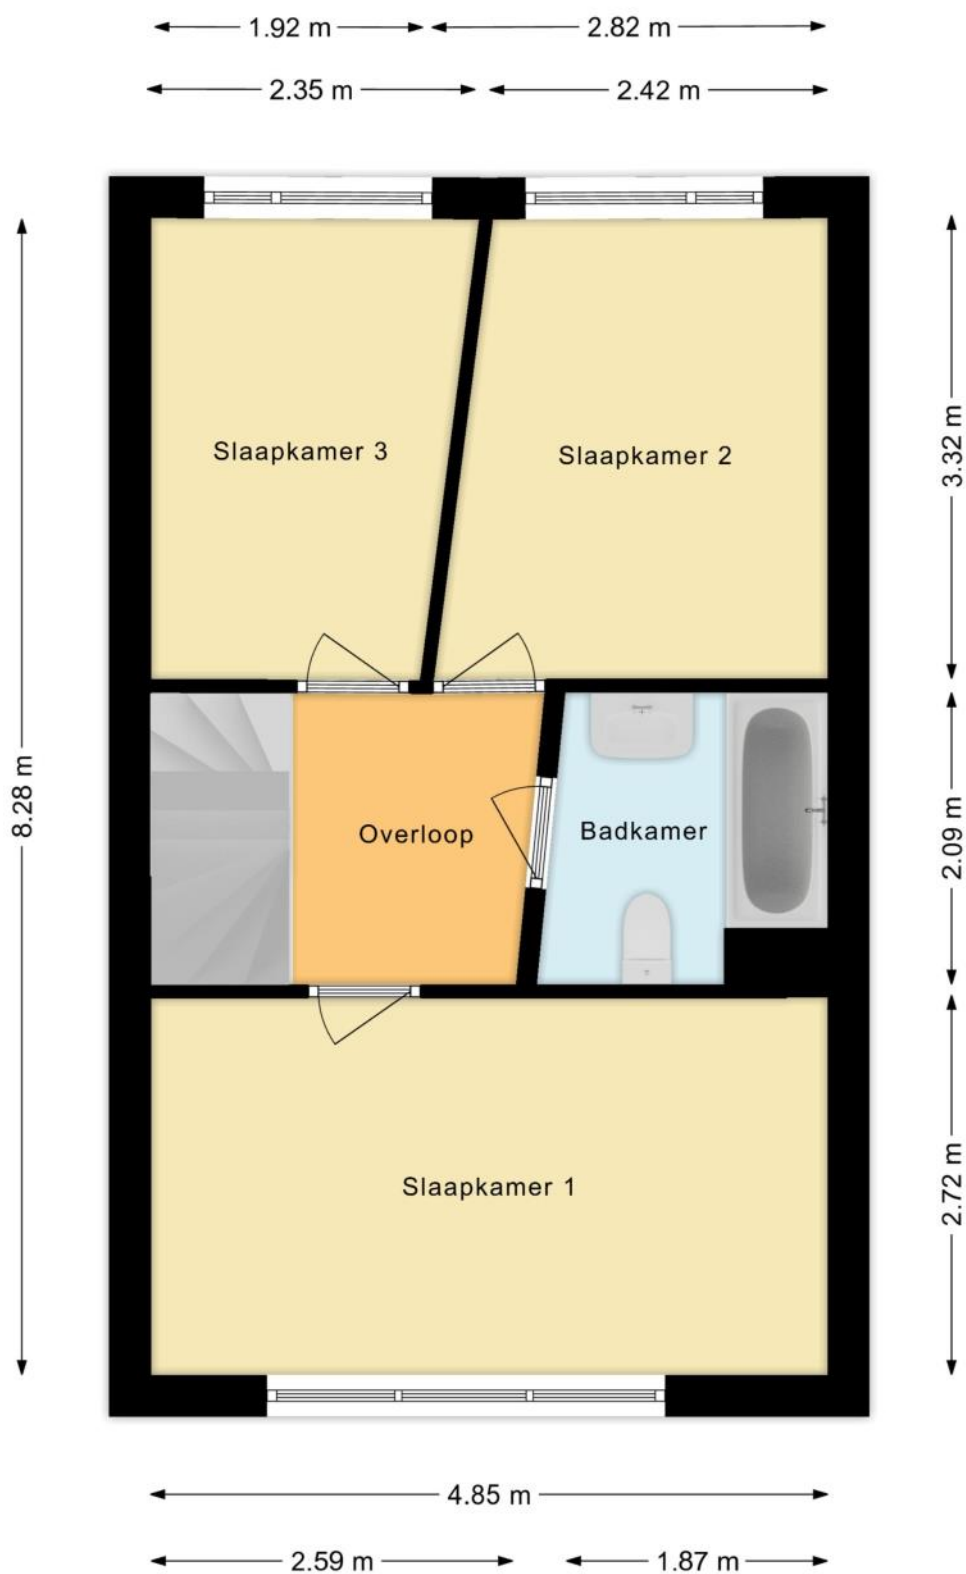 1.92 m
2.82 m
2.35 m
2.42 m
Slaapkamer 3
Slaapkamer 2
3.32 m
8.28 m
Overloop
Badkamer
2.09 m
Slaapkamer 1
2.72 m
4.85 m
2.59 m
1.87 m